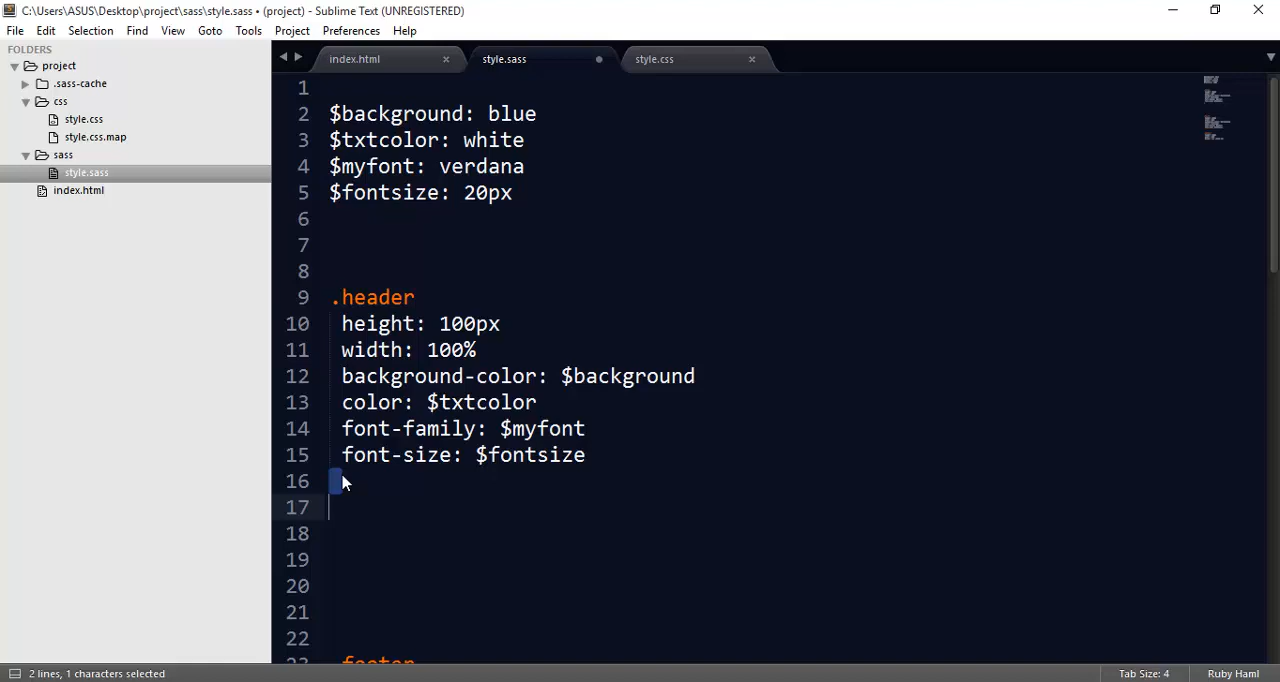 C:\Users\ASUS\Desktop\project\sass\style.sass • (project) - Sublime Text (UNREGISTERED)
File Edit Selection Find View Goto Tools Project Preferences Help
FOLDERS
project
.sass-cache
css
style.css
style.css.map
sass
style.sass
index.html
index.html style.sass style.css
1
2 $background: blue
3 $txtcolor: white
4 $myfont: verdana
5 $fontsize: 20px
6
7
8
9 .header
10 height: 100px
11 width: 100%
12 background-color: $background
13 color: $txtcolor
14 font-family: $myfont
15 font-size: $fontsize
16
17
18
19
20
21
22
23 .footer
2 lines, 1 characters selected Tab Size: 4 Ruby Haml